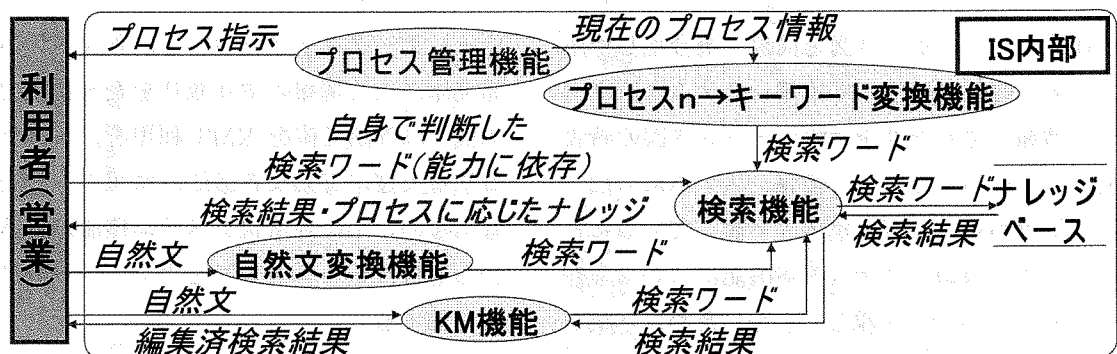 プロセス指示
現在のプロセス情報
IS内部
プロセス管理機能
プロセスn→キーワード変換機能
利用者(営業)
自身で判断した
検索ワード(能力に依存)
検索ワード
検索機能
検索ワード
ナレッジ
ベース
検索結果
検索結果・プロセスに応じたナレッジ
自然文
自然文変換機能
検索ワード
自然文
KM機能
検索ワード
編集済検索結果
検索結果